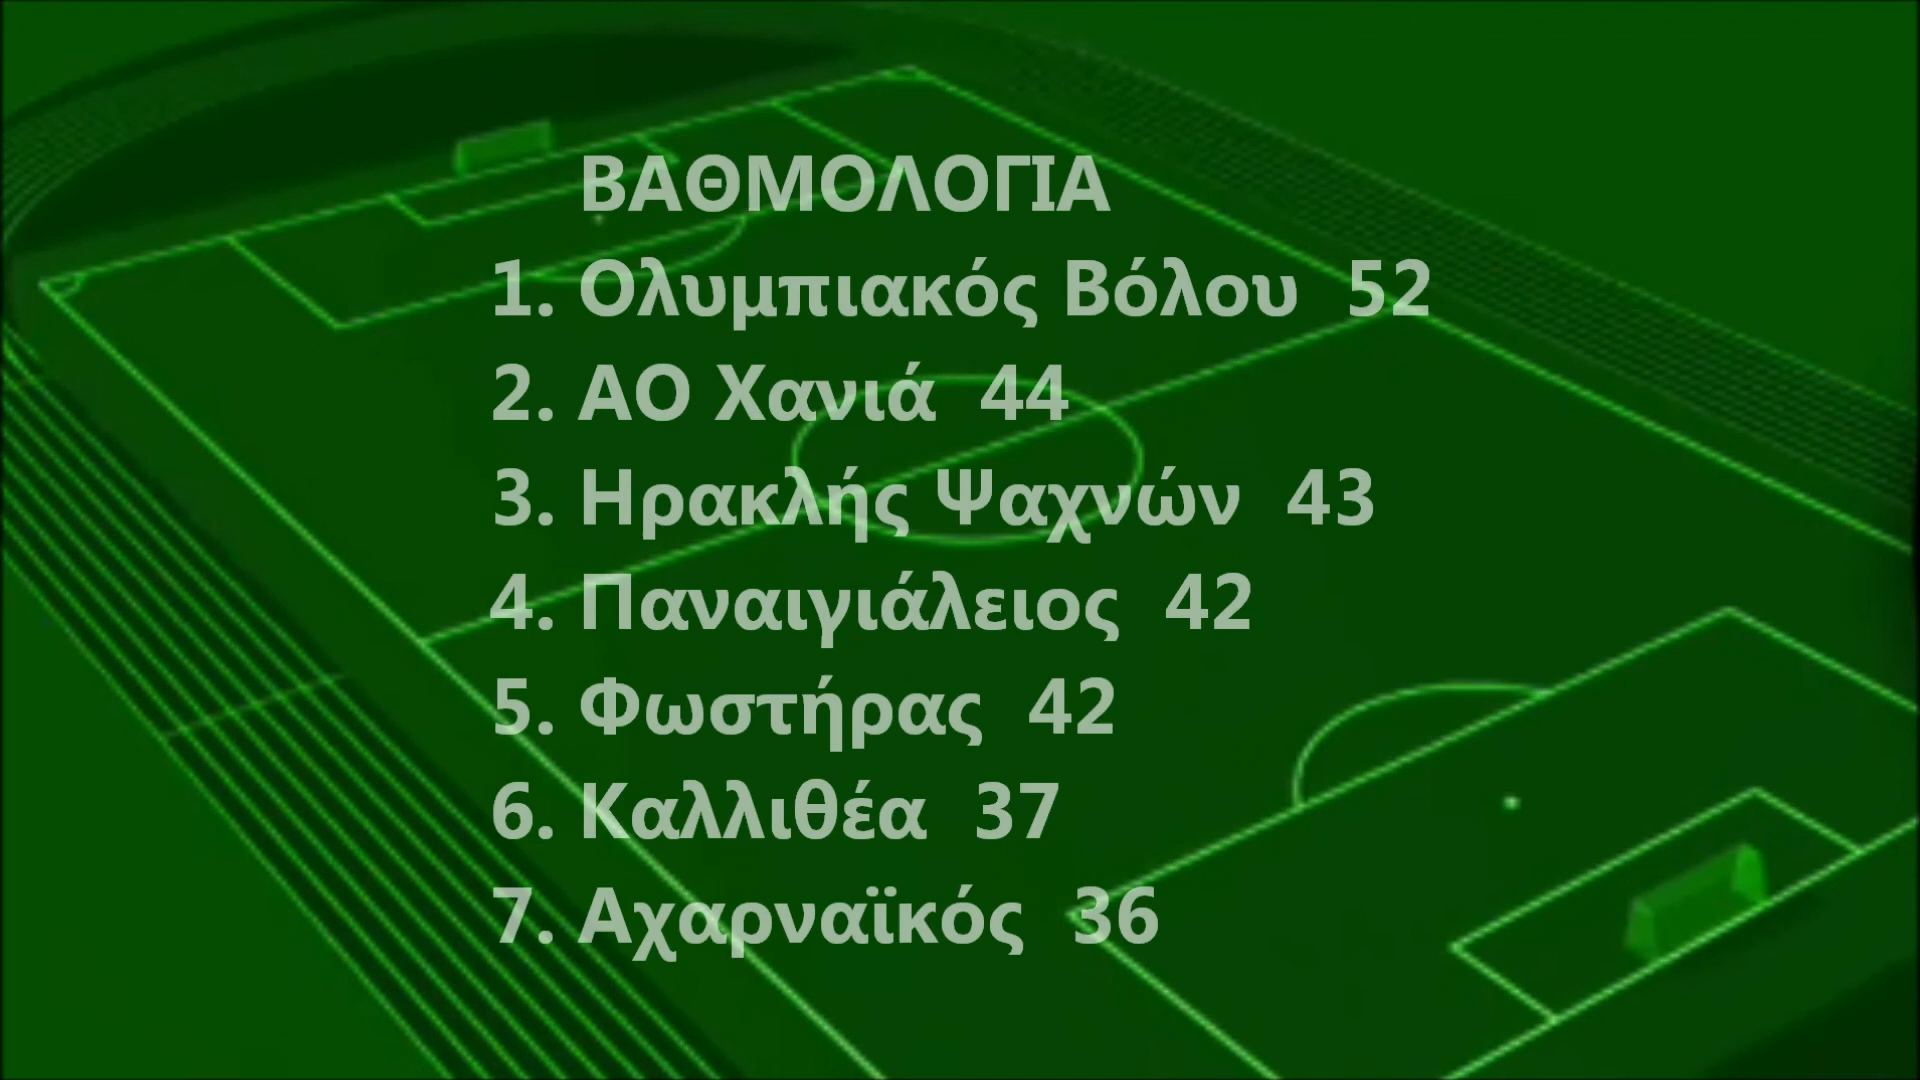 ΒΑΘΜΟΛΟΓΙΑ
1. Ολυμπιακός Βόλου 52
2. ΑΟ Χανιά 44
3. Ηρακλής Ψαχνών 43
4. Παναιγιάλειος 42
5. Φωστήρας 42
6. Καλλιθέα 37
7. Αχαρναϊκός 36